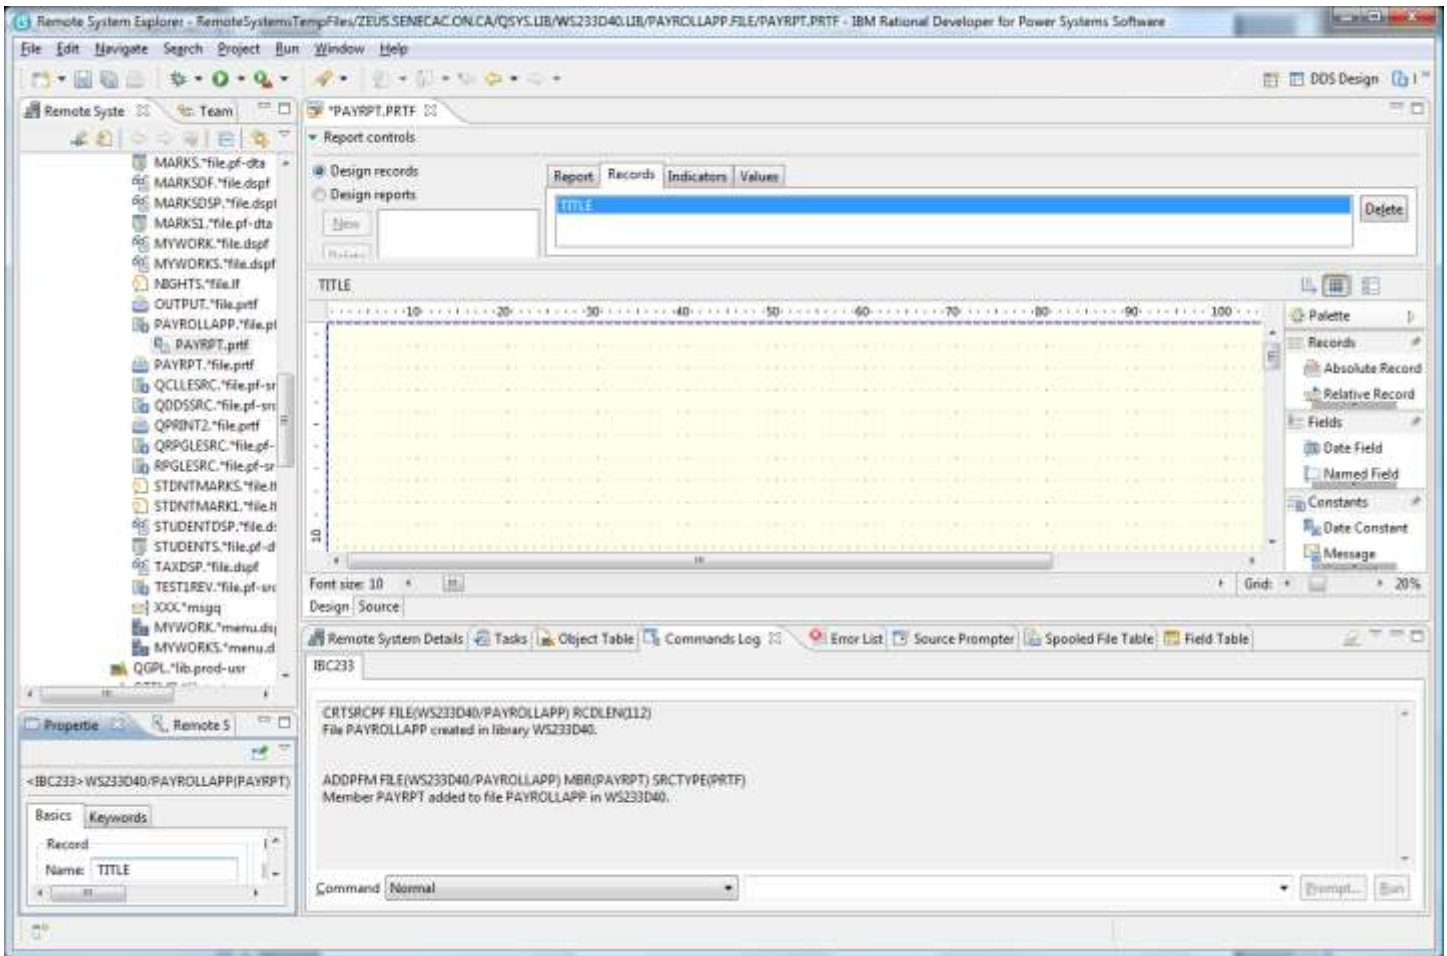 Remote System Explorer - RemoteSystemsTempFiles/ZEUS.SENECAC.ON.CA/QSYS.LIB/WS233D40.LIB/PAYROLLAPP.FILE/PAYRPT.PRTF - IBM Rational Developer for Power Systems Software
File Edit Navigate Search Project Run Window Help
DDS Design
Remote Syste
Team
MARKS.*file.pf-dta
MARKSDF.*file.dspf
MARKSDSP.*file.dspf
MARKS1.*file.pf-dta
MYWORK.*file.dspf
MYWORKS.*file.dspf
NIGHTS.*file.lf
OUTPUT.*file.prtf
PAYROLLAPP.*file.pf
PAYRPT.prtf
PAYRPT.*file.prtf
QCLLESRC.*file.pf-sr
QDDSSRC.*file.pf-src
QPRINT2.*file.prtf
QRPGLESRC.*file.pf-
RPGLESRC.*file.pf-sr
STDNTMARKS.*file.lf
STDNTMARK1.*file.lf
STUDENTDSP.*file.ds
STUDENTS.*file.pf-d
TAXDSP.*file.dspf
TEST1REV.*file.pf-src
XXX.*msgq
MYWORK.*menu.ds
MYWORKS.*menu.d
QGPL.*lib.prod-usr
Propertie
Remote S
<IBC233>WS233D40/PAYROLLAPP(PAYRPT)
Basics Keywords
Record
Name: TITLE
*PAYRPT.PRTF
Report controls
Design records
Design reports
New
Delete
Report Records Indicators Values
TITLE
Delete
TITLE
10 20 30 40 50 60 70 80 90 100
10
Palette
Records
Absolute Record
Relative Record
Fields
Date Field
Named Field
Constants
Date Constant
Message
Font size: 10
Grid: 20%
Design Source
Remote System Details Tasks Object Table Commands Log Error List Source Prompter Spooled File Table Field Table
IBC233
CRTSRCPF FILE(WS233D40/PAYROLLAPP) RCDLEN(112)
File PAYROLLAPP created in library WS233D40.
ADDPFM FILE(WS233D40/PAYROLLAPP) MBR(PAYRPT) SRCTYPE(PRTF)
Member PAYRPT added to file PAYROLLAPP in WS233D40.
Command Normal
Prompt... Run